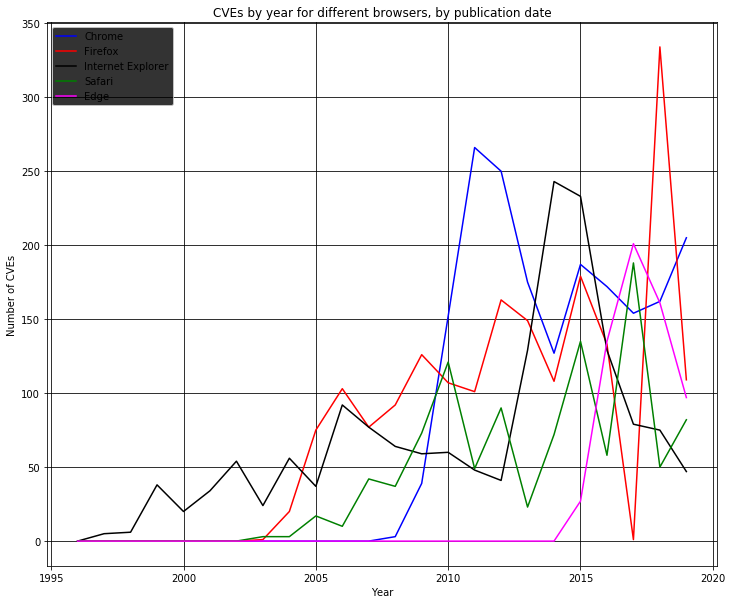 CVEs by year for different browsers, by publication date
Chrome
Firefox
Internet Explorer
Safari
Edge
350
300
250
200
150
100
50
0
Number of CVEs
1995
2000
2005
2010
2015
2020
Year